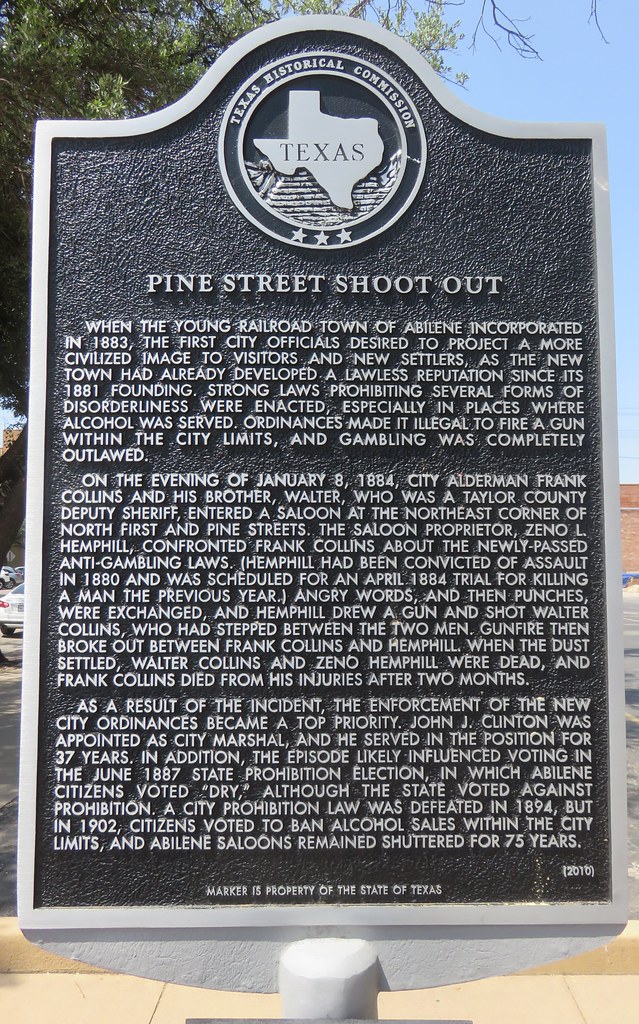 TEXAS HISTORICAL COMMISSION
TEXAS
PINE STREET SHOOT OUT
WHEN THE YOUNG RAILROAD TOWN OF ABILENE INCORPORATED
IN 1883, THE FIRST CITY OFFICIALS DESIRED TO PROJECT A MORE
CIVILIZED IMAGE TO VISITORS AND NEW SETTLERS, AS THE NEW
TOWN HAD ALREADY DEVELOPED A LAWLESS REPUTATION SINCE ITS
1881 FOUNDING. STRONG LAWS PROHIBITING SEVERAL FORMS OF
DISORDERLINESS WERE ENACTED, ESPECIALLY IN PLACES WHERE
ALCOHOL WAS SERVED. ORDINANCES MADE IT ILLEGAL TO FIRE A GUN
WITHIN THE CITY LIMITS, AND GAMBLING WAS COMPLETELY
OUTLAWED.
ON THE EVENING OF JANUARY 8, 1884, CITY ALDERMAN FRANK
COLLINS AND HIS BROTHER, WALTER, WHO WAS A TAYLOR COUNTY
DEPUTY SHERIFF, ENTERED A SALOON AT THE NORTHEAST CORNER OF
NORTH FIRST AND PINE STREETS. THE SALOON PROPRIETOR, ZENO L.
HEMPHILL, CONFRONTED FRANK COLLINS ABOUT THE NEWLY-PASSED
ANTI-GAMBLING LAWS. (HEMPHILL HAD BEEN CONVICTED OF ASSAULT
IN 1880 AND WAS SCHEDULED FOR AN APRIL 1884 TRIAL FOR KILLING
A MAN THE PREVIOUS YEAR.) ANGRY WORDS, AND THEN PUNCHES,
WERE EXCHANGED, AND HEMPHILL DREW A GUN AND SHOT WALTER
COLLINS, WHO HAD STEPPED BETWEEN THE TWO MEN. GUNFIRE THEN
BROKE OUT BETWEEN FRANK COLLINS AND HEMPHILL. WHEN THE DUST
SETTLED, WALTER COLLINS AND ZENO HEMPHILL WERE DEAD, AND
FRANK COLLINS DIED FROM HIS INJURIES AFTER TWO MONTHS.
AS A RESULT OF THE INCIDENT, THE ENFORCEMENT OF THE NEW
CITY ORDINANCES BECAME A TOP PRIORITY. JOHN J. CLINTON WAS
APPOINTED AS CITY MARSHAL, AND HE SERVED IN THE POSITION FOR
37 YEARS. IN ADDITION, THE EPISODE LIKELY INFLUENCED VOTING IN
THE JUNE 1887 STATE PROHIBITION ELECTION, IN WHICH ABILENE
CITIZENS VOTED "DRY," ALTHOUGH THE STATE VOTED AGAINST
PROHIBITION. A CITY PROHIBITION LAW WAS DEFEATED IN 1894, BUT
IN 1902, CITIZENS VOTED TO BAN ALCOHOL SALES WITHIN THE CITY
LIMITS, AND ABILENE SALOONS REMAINED SHUTTERED FOR 75 YEARS.
(2010)
MARKER IS PROPERTY OF THE STATE OF TEXAS